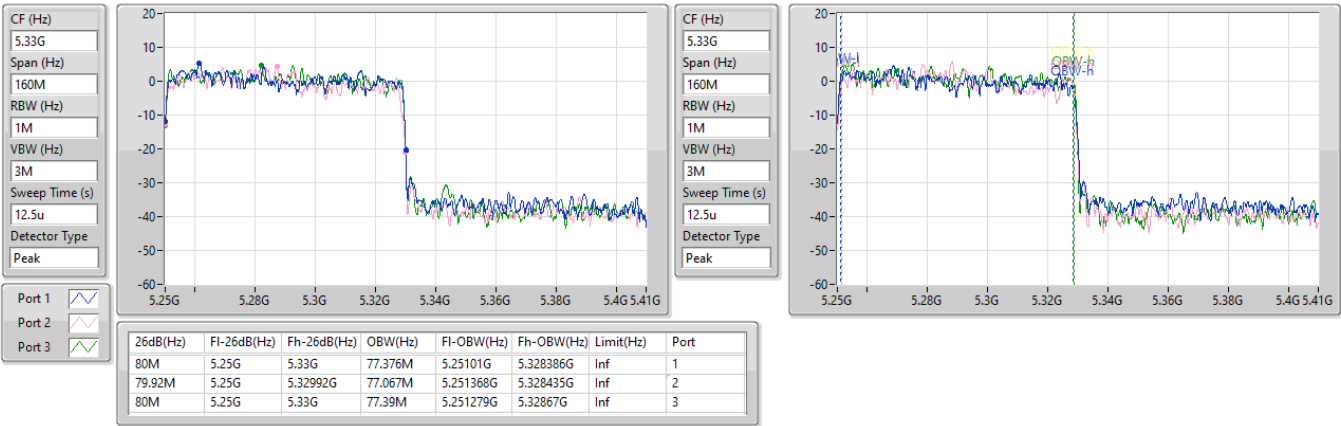 CF (Hz)
5.33G
Span (Hz)
160M
RBW (Hz)
1M
VBW (Hz)
3M
Sweep Time (s)
12.5u
Detector Type
Peak
20-
10-
0-
-10-
-20-
-30-
-40-
-50-
-60-
5.25G 5.28G 5.3G 5.32G 5.34G 5.36G 5.38G 5.4G 5.41G
CF (Hz)
5.33G
Span (Hz)
160M
RBW (Hz)
1M
VBW (Hz)
3M
Sweep Time (s)
12.5u
Detector Type
Peak
20-
10-
0-
-10-
-20-
-30-
-40-
-50-
-60-
OBW-h
OBW-h
5.25G 5.28G 5.3G 5.32G 5.34G 5.36G 5.38G 5.4G 5.41G
Port 1
Port 2
Port 3
26dB(Hz) Fl-26dB(Hz) Fh-26dB(Hz) OBW(Hz) Fl-OBW(Hz) Fh-OBW(Hz) Limit(Hz) Port
80M 5.25G 5.33G 77.376M 5.25101G 5.328386G Inf 1
79.92M 5.25G 5.32992G 77.067M 5.251368G 5.328435G Inf 2
80M 5.25G 5.33G 77.39M 5.251279G 5.32867G Inf 3